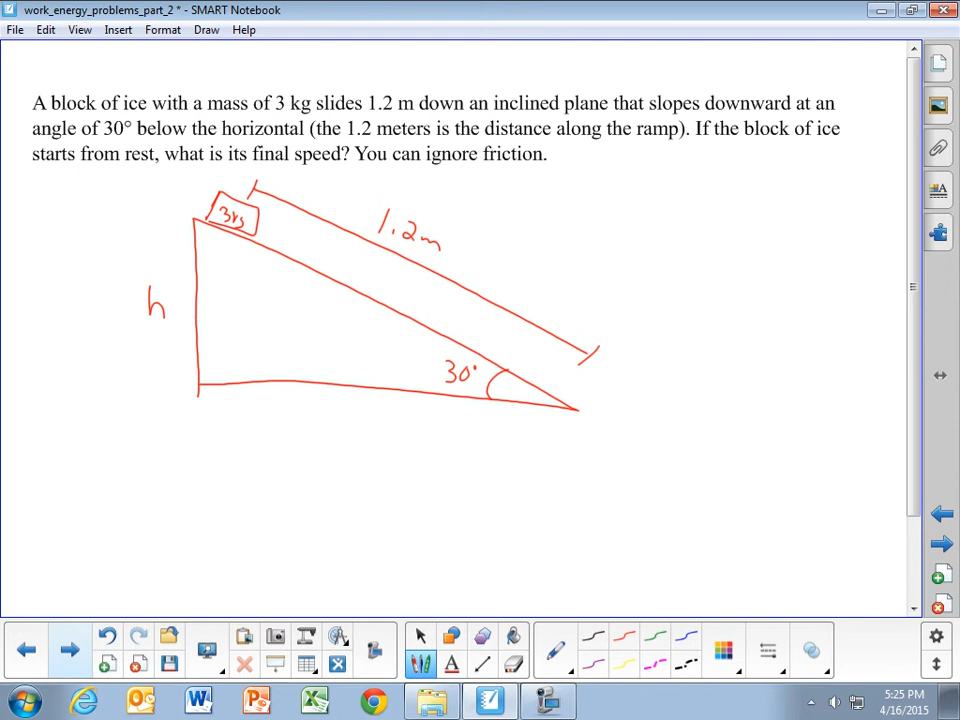 work_energy_problems_part_2 * - SMART Notebook
File Edit View Insert Format Draw Help
A block of ice with a mass of 3 kg slides 1.2 m down an inclined plane that slopes downward at an
angle of 30° below the horizontal (the 1.2 meters is the distance along the ramp). If the block of ice
starts from rest, what is its final speed? You can ignore friction.
3kg
1.2m
h
30°
5:25 PM
4/16/2015